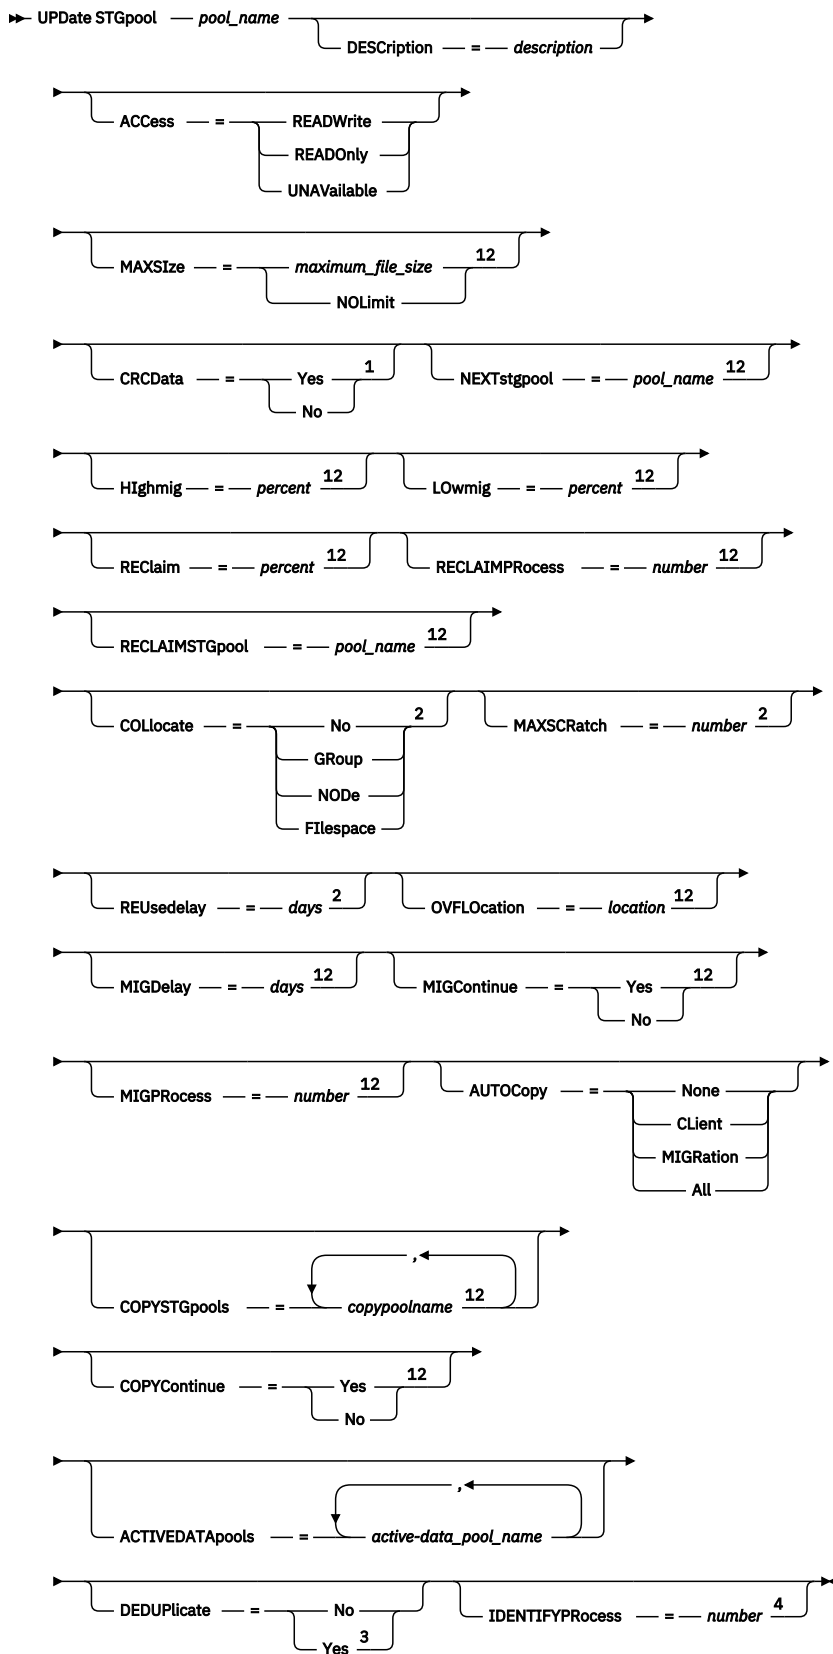 UPDate STGpool pool_name
DESCription = description
ACCess = READWrite
READOnly
UNAVailable
MAXSIze = maximum_file_size 12
NOLimit
CRCData = Yes 1 NEXTstgpool = pool_name 12
No
HIghmig = percent 12 LOwmig = percent 12
REClaim = percent 12 RECLAIMPRocess = number 12
RECLAIMSTGpool = pool_name 12
COLlocate = No 2 MAXSCRatch = number 2
GRoup
NODe
FIlespace
REUsedelay = days 2 OVFLOcation = location 12
MIGDelay = days 12 MIGContinue = Yes 12
No
MIGPRocess = number 12 AUTOCopy = None
CLient
MIGRation
All
,
COPYSTGpools = copypoolname 12
COPYContinue = Yes 12
No
,
ACTIVEDATApools = active-data_pool_name
DEDUPlicate = No IDENTIFYPRocess = number 4
Yes 3